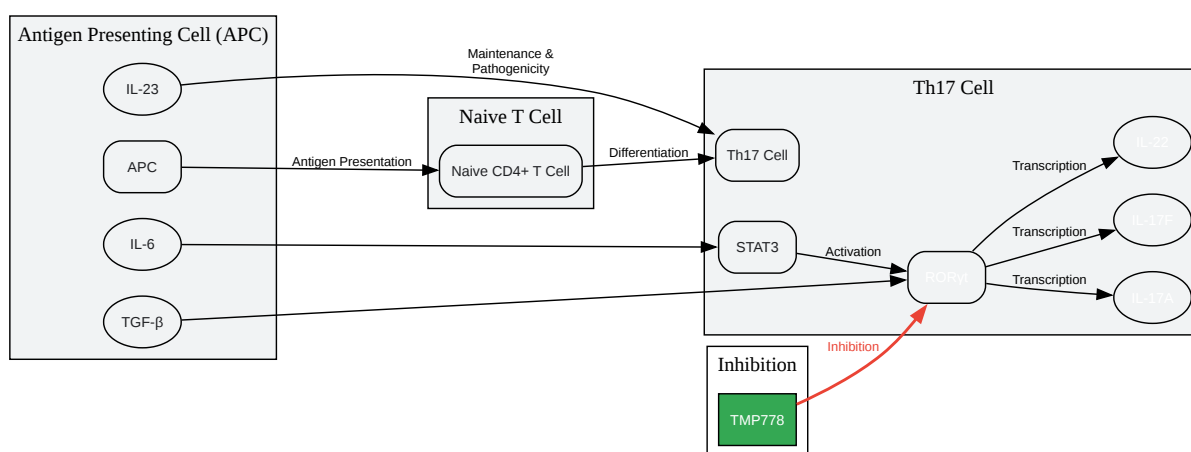 Antigen Presenting Cell (APC)
IL-23
APC
IL-6
TGF-β
Maintenance &
Pathogenicity
Antigen Presentation
Naive T Cell
Naive CD4+ T Cell
Differentiation
Th17 Cell
Th17 Cell
STAT3
Activation
RORγt
Transcription
Transcription
Transcription
IL-22
IL-17F
IL-17A
Inhibition
Inhibition
TMP778